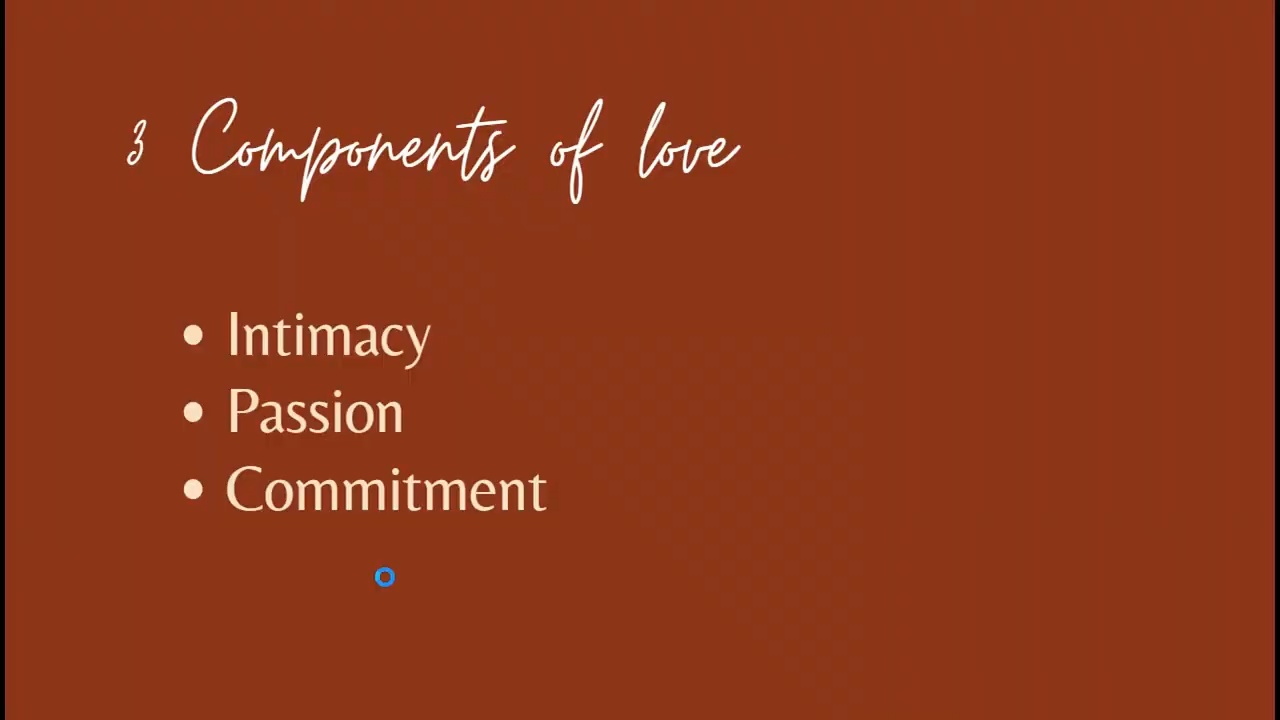 3 Components of love
• Intimacy
• Passion
• Commitment